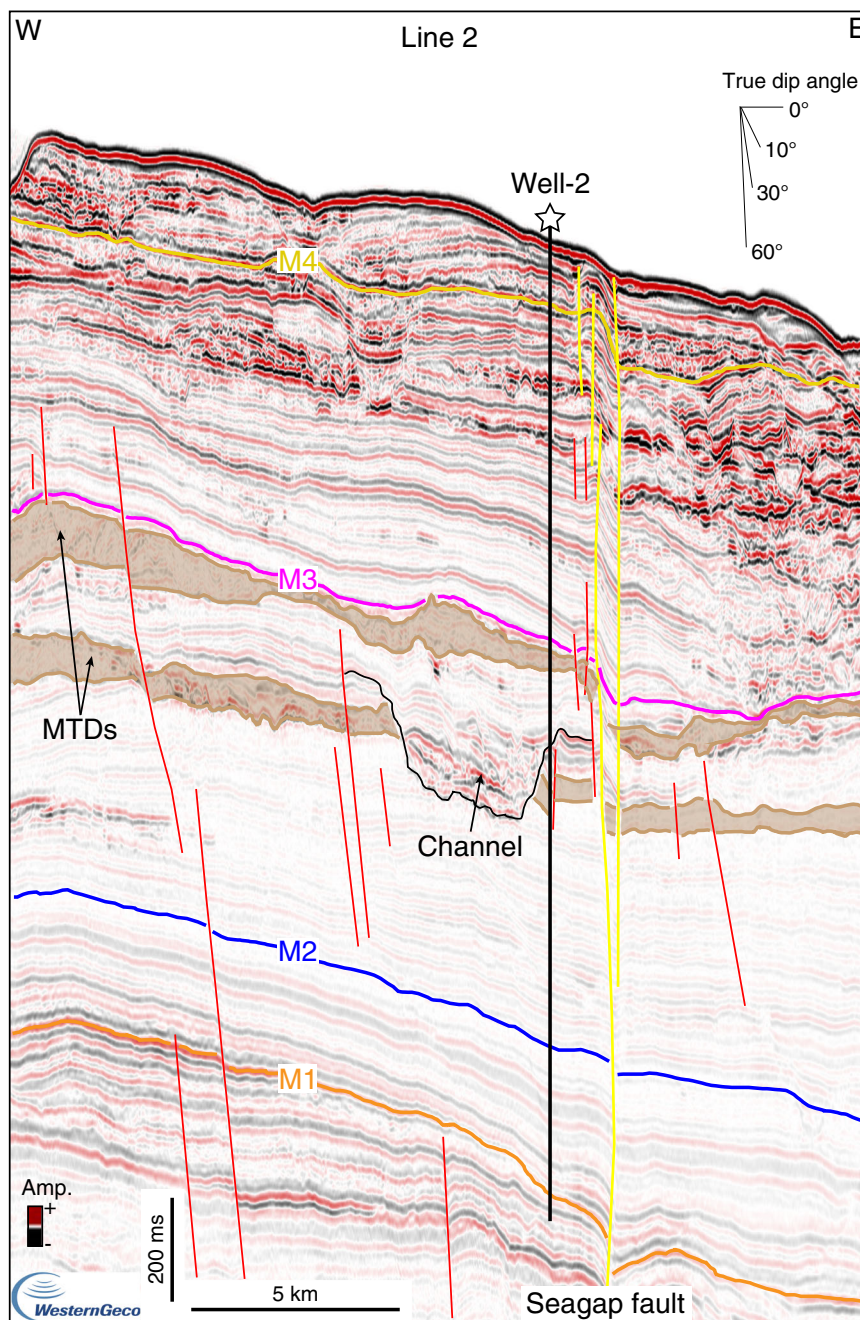 W
Line 2
E
True dip angle
0°
10°
30°
60°
Well-2
M4
M3
MTDs
Channel
M2
M1
Amp.
+
-
200 ms
5 km
WesternGeco
Seagap fault